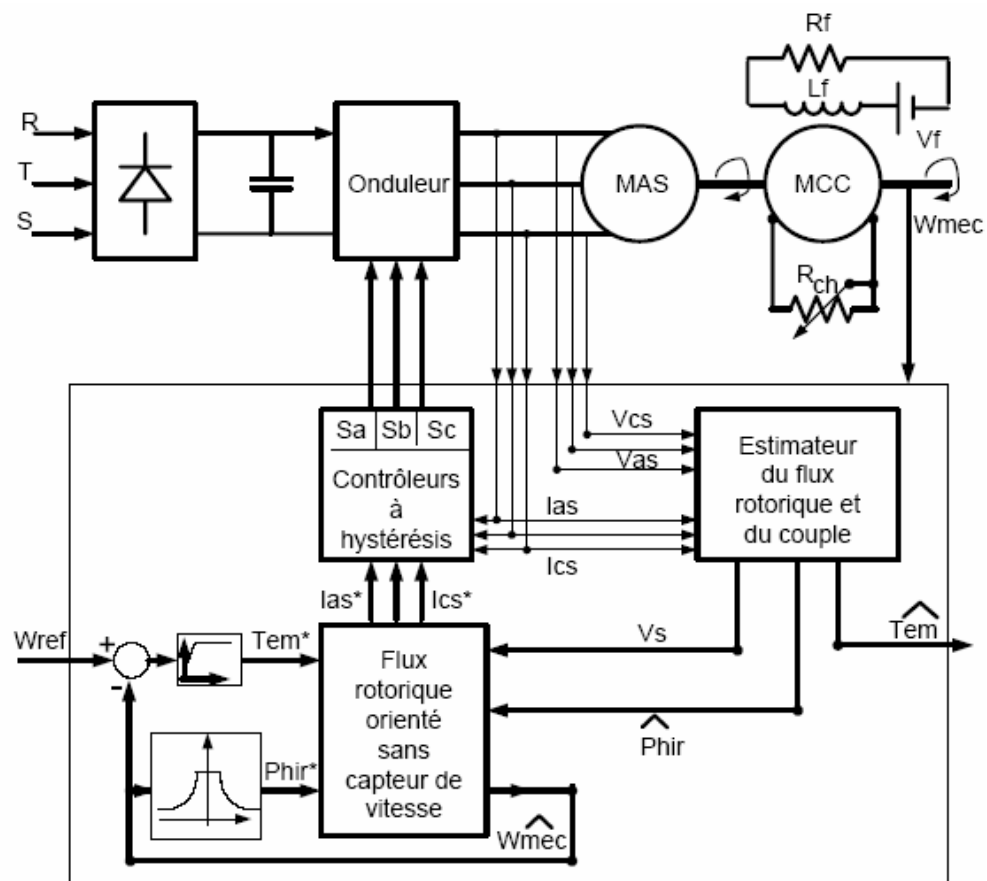 Rf
Lf
Vf
R
T
S
Onduleur
MAS
MCC
Wmec
Rch
Sa Sb Sc
Contrôleurs
à
hystérésis
Vcs
Vas
Ias
Ics
Estimateur
du flux
rotorique et
du couple
Ias* Ics*
Wref
+
-
Tem*
Phir*
Flux
rotorique
orienté
sans
capteur de
vitesse
Vs
Phir
Tem
Wmec